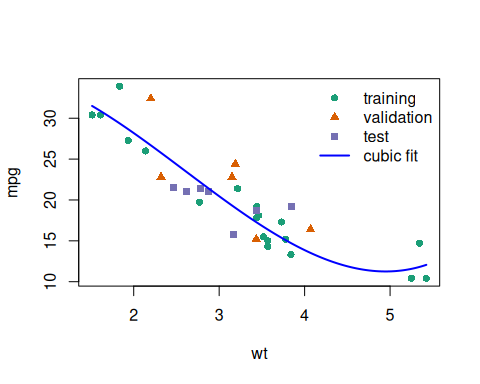 training
validation
test
cubic fit
mpg
30
25
20
15
10
2 3 4 5
wt